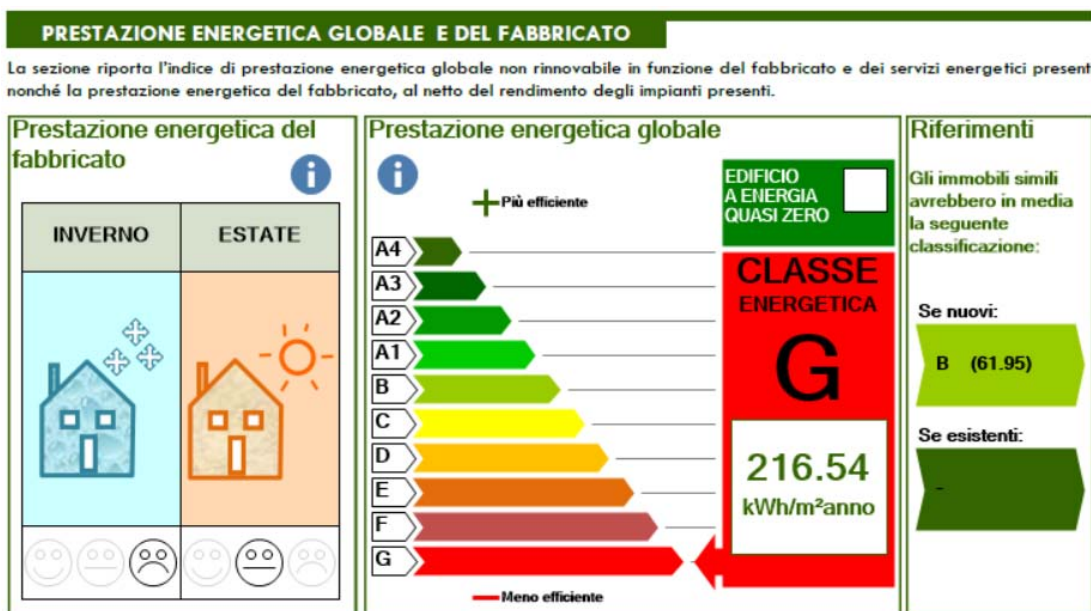 PRESTAZIONE ENERGETICA GLOBALE E DEL FABBRICATO
La sezione riporta l'indice di prestazione energetica globale non rinnovabile in funzione del fabbricato e dei servizi energetici present
nonché la prestazione energetica del fabbricato, al netto del rendimento degli impianti presenti.
Prestazione energetica del
fabbricato
i
INVERNO
ESTATE
Prestazione energetica globale
i
Più efficiente
A4
A3
A2
A1
B
C
D
E
F
G
Meno efficiente
EDIFICIO
A ENERGIA
QUASI ZERO
CLASSE
ENERGETICA
G
216.54
kWh/m²anno
Riferimenti
Gli immobili simili
avrebbero in media
la seguente
classificazione:
Se nuovi:
B (61.95)
Se esistenti:
-